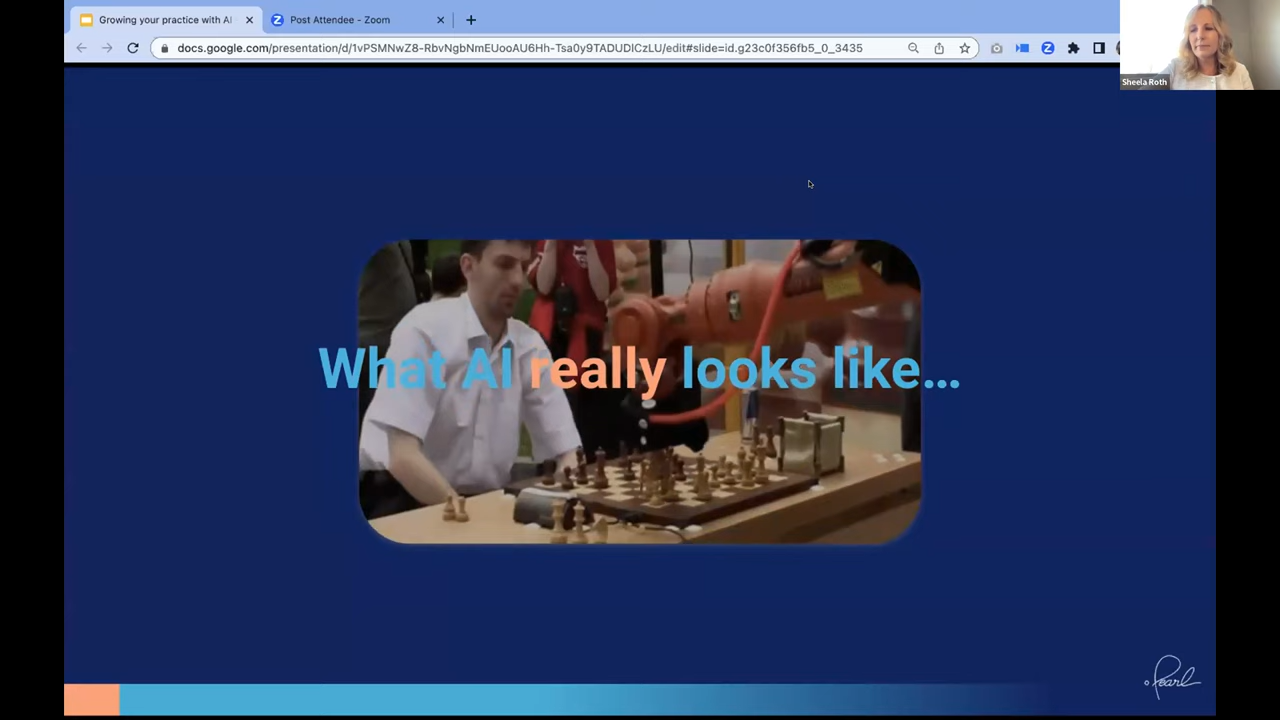 Growing your practice with AI
Post Attendee - Zoom
docs.google.com/presentation/d/1vPSMNwZ8-RbvNgbNmEUooAU6Hh-Tsa0y9TADUDlCzLU/edit#slide=id.g23c0f356fb5_0_3435
Sheela Roth
What AI really looks like...
Pearl